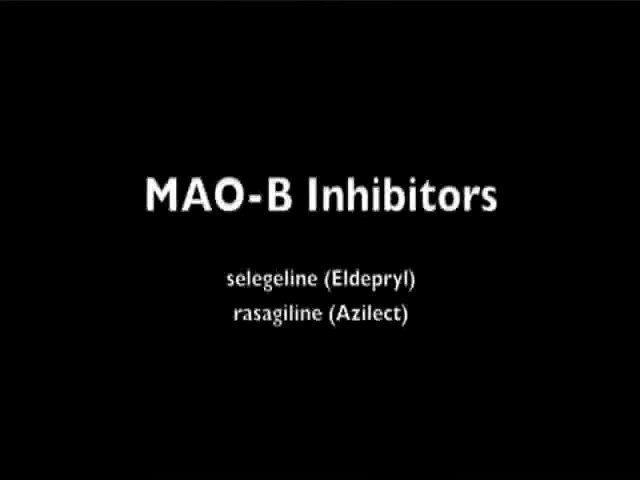 MAO-B Inhibitors
selegeline (Eldepryl)
rasagiline (Azilect)